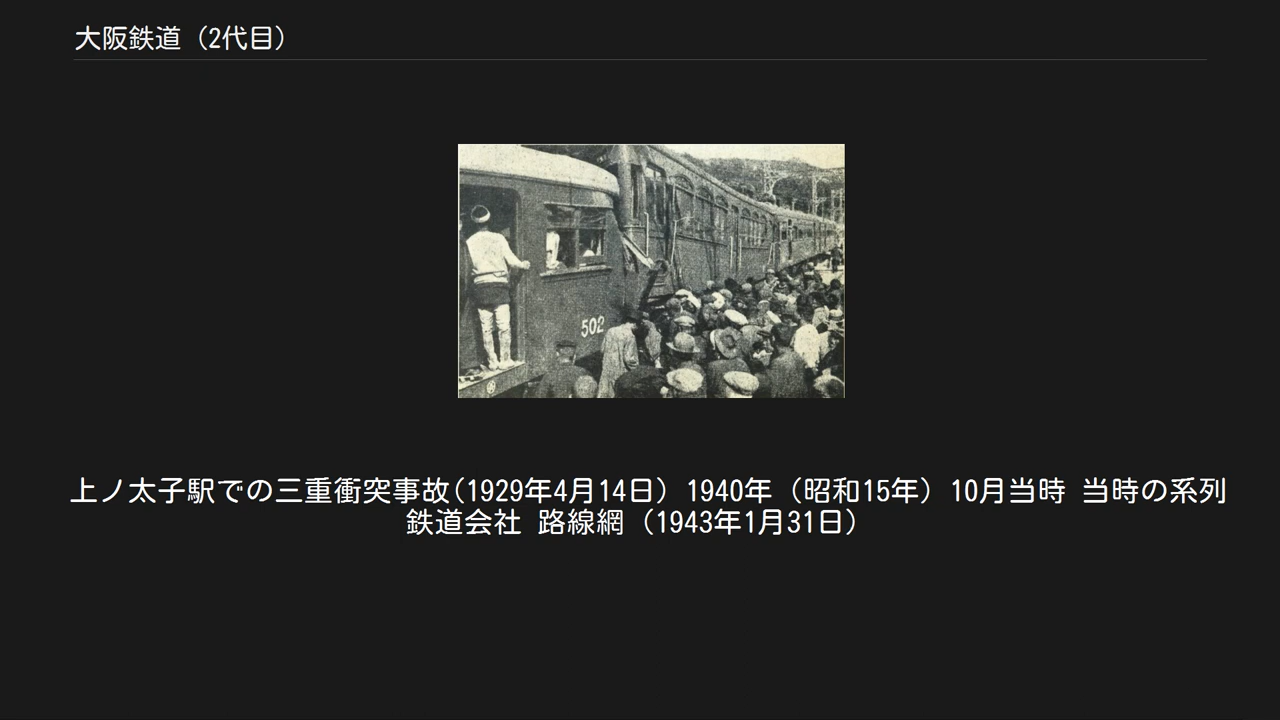 大阪鉄道（2代目）
502
上ノ太子駅での三重衝突事故(1929年4月14日）1940年（昭和15年）10月当時 当時の系列
鉄道会社 路線網（1943年1月31日）